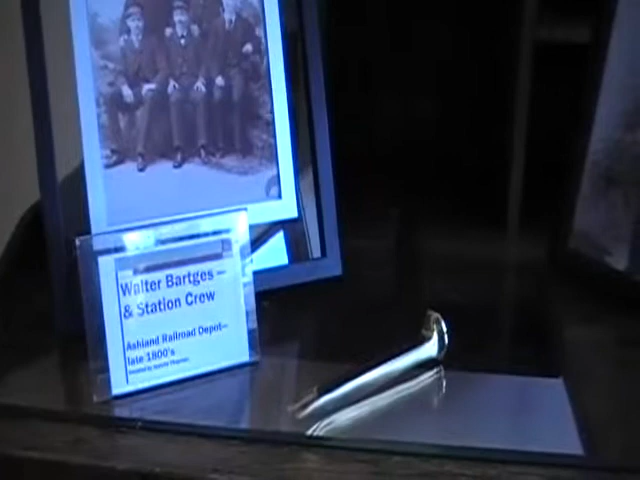 Walter Bartges —
& Station Crew
Ashland Railroad Depot—
late 1800's